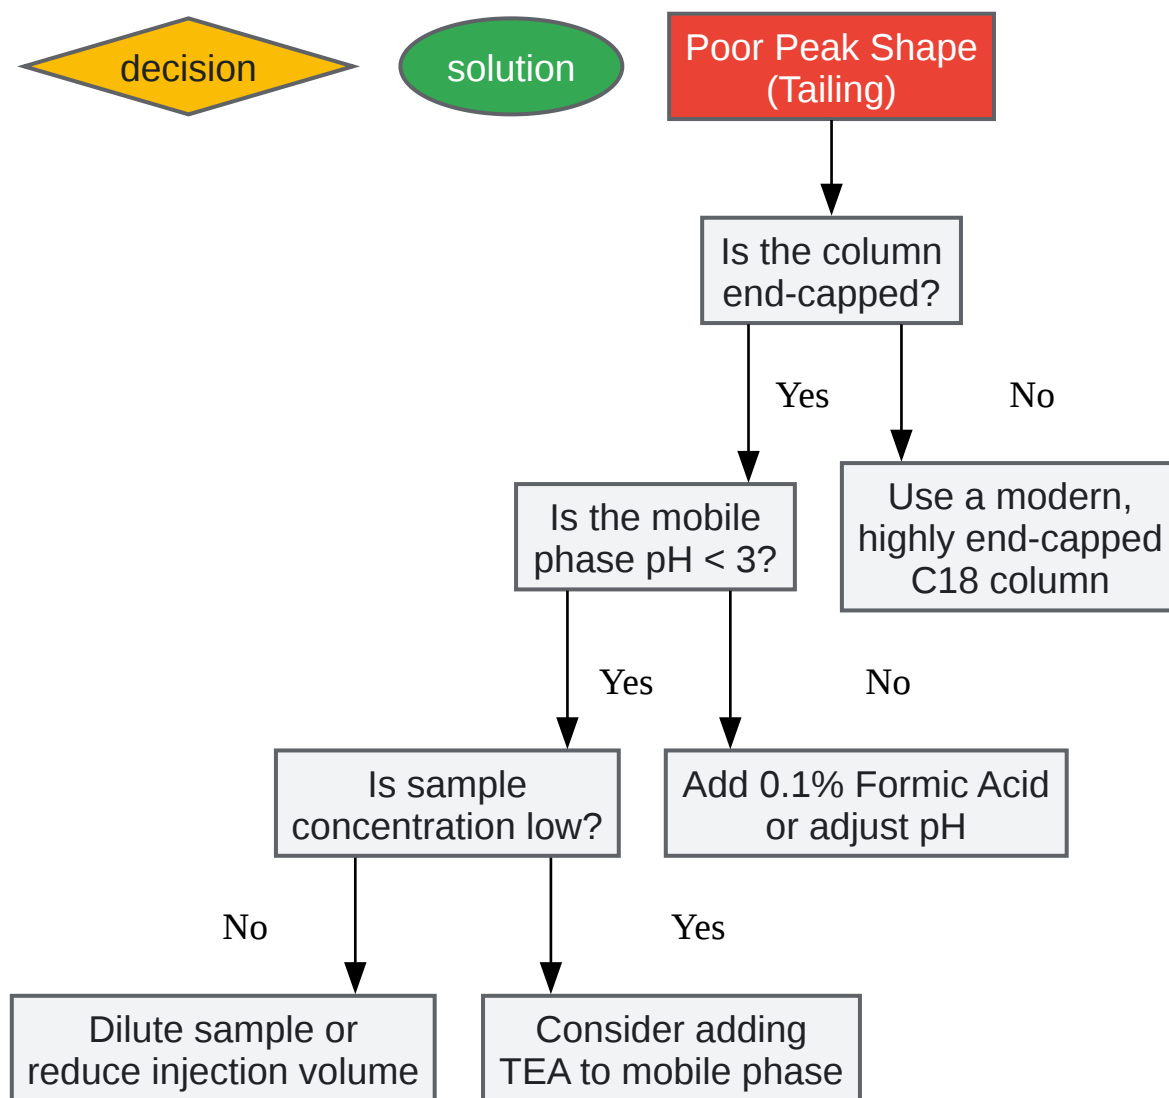 decision
solution
Poor Peak Shape
(Tailing)
Is the column
end-capped?
Yes
No
Use a modern,
highly end-capped
C18 column
Is the mobile
phase pH < 3?
Yes
No
Is sample
concentration low?
Add 0.1% Formic Acid
or adjust pH
No
Yes
Dilute sample or
reduce injection volume
Consider adding
TEA to mobile phase